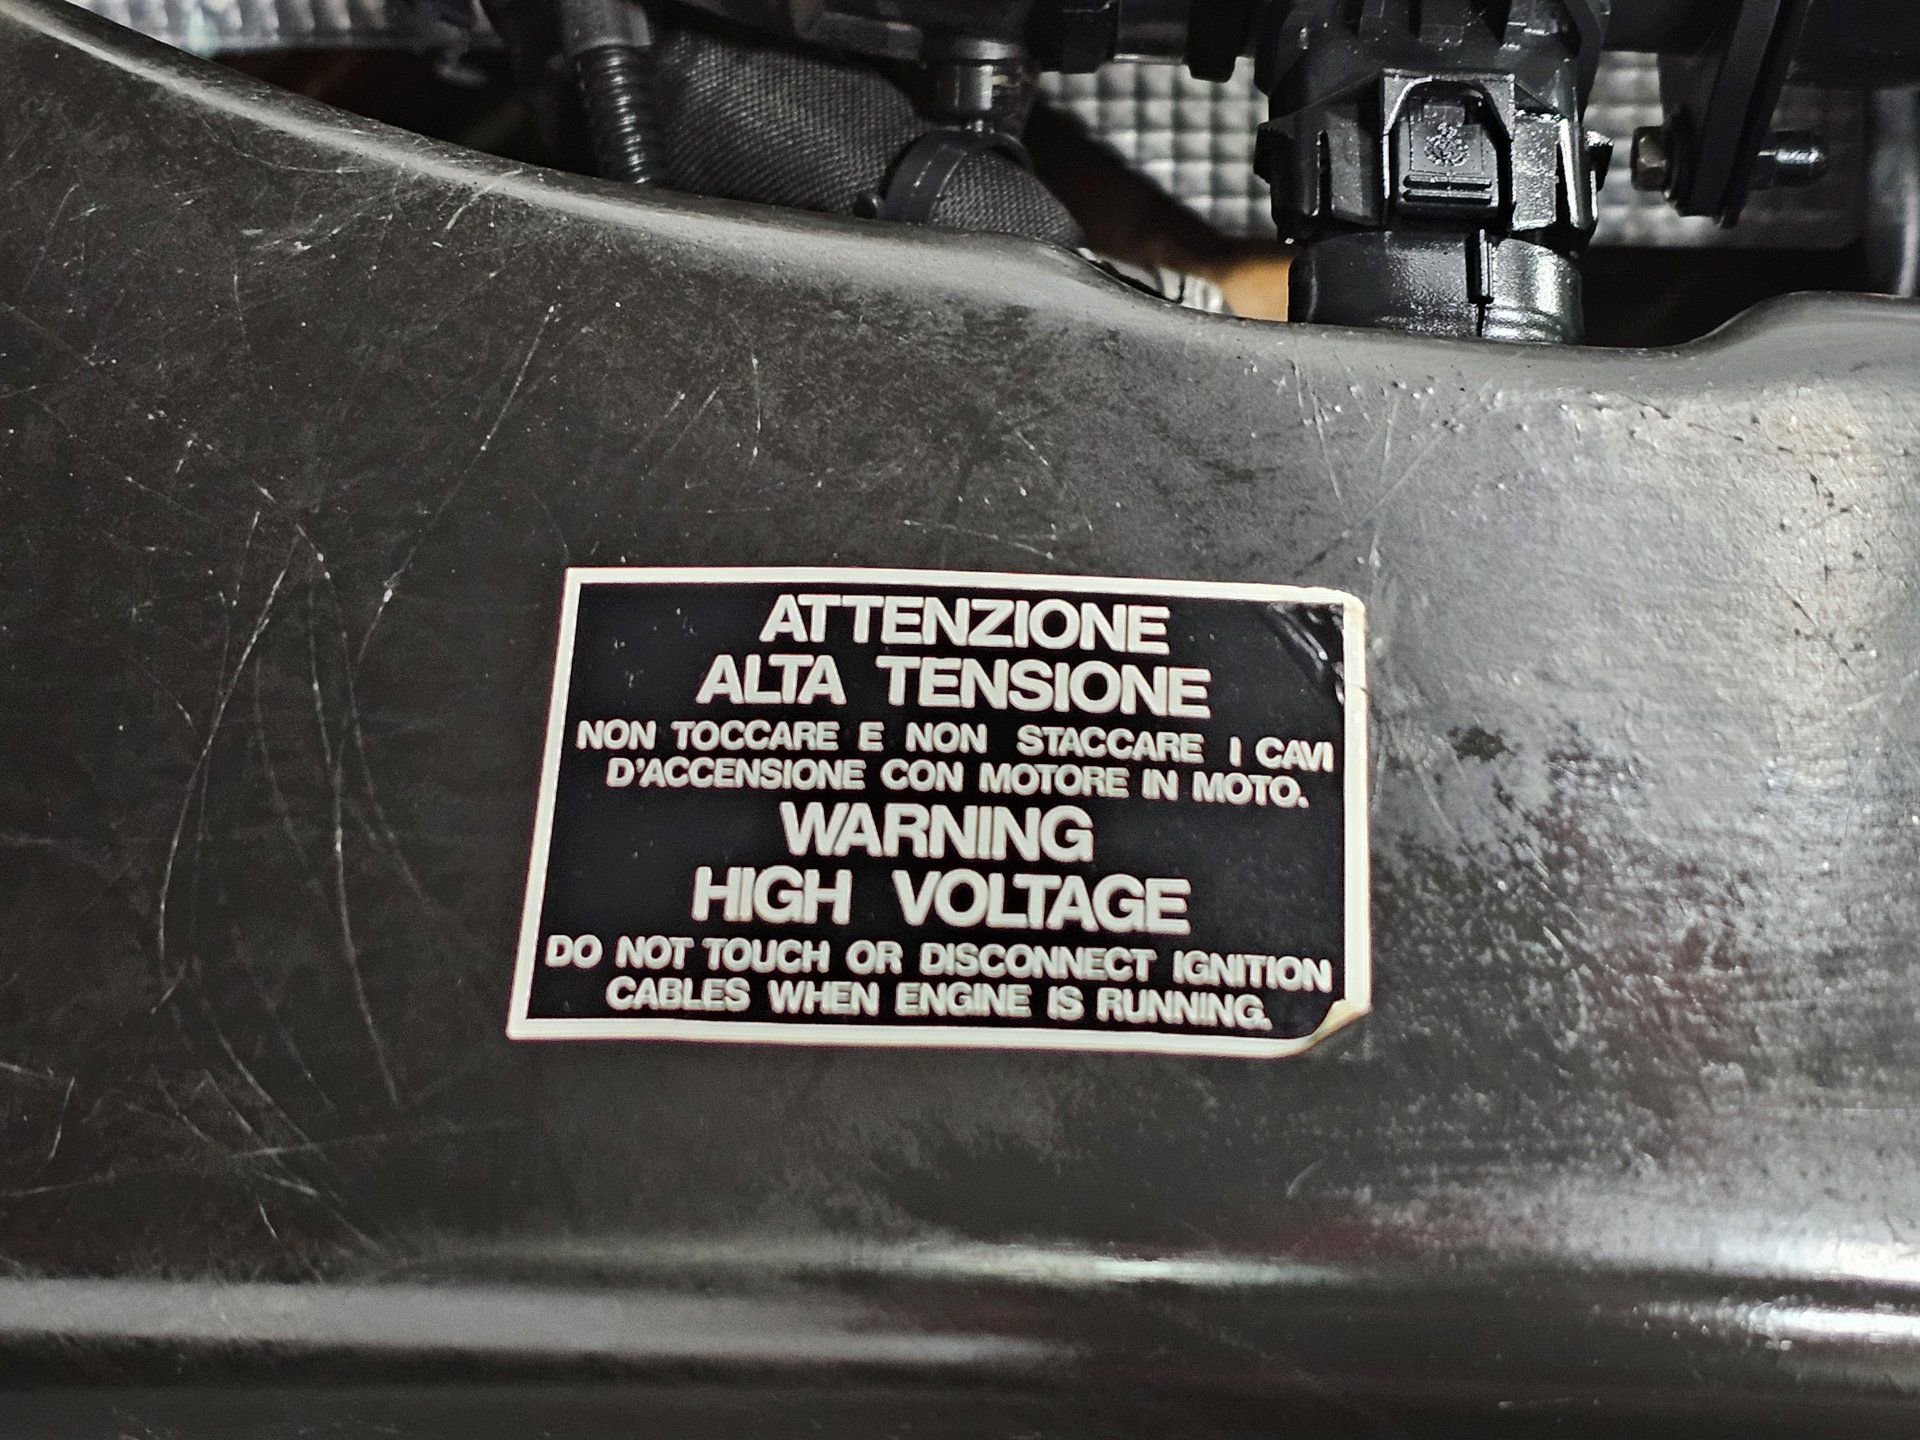 ATTENZIONE
ALTA TENSIONE
NON TOCCARE E NON STACCARE I CAVI
D'ACCENSIONE CON MOTORE IN MOTO.
WARNING
HIGH VOLTAGE
DO NOT TOUCH OR DISCONNECT IGNITION
CABLES WHEN ENGINE IS RUNNING.